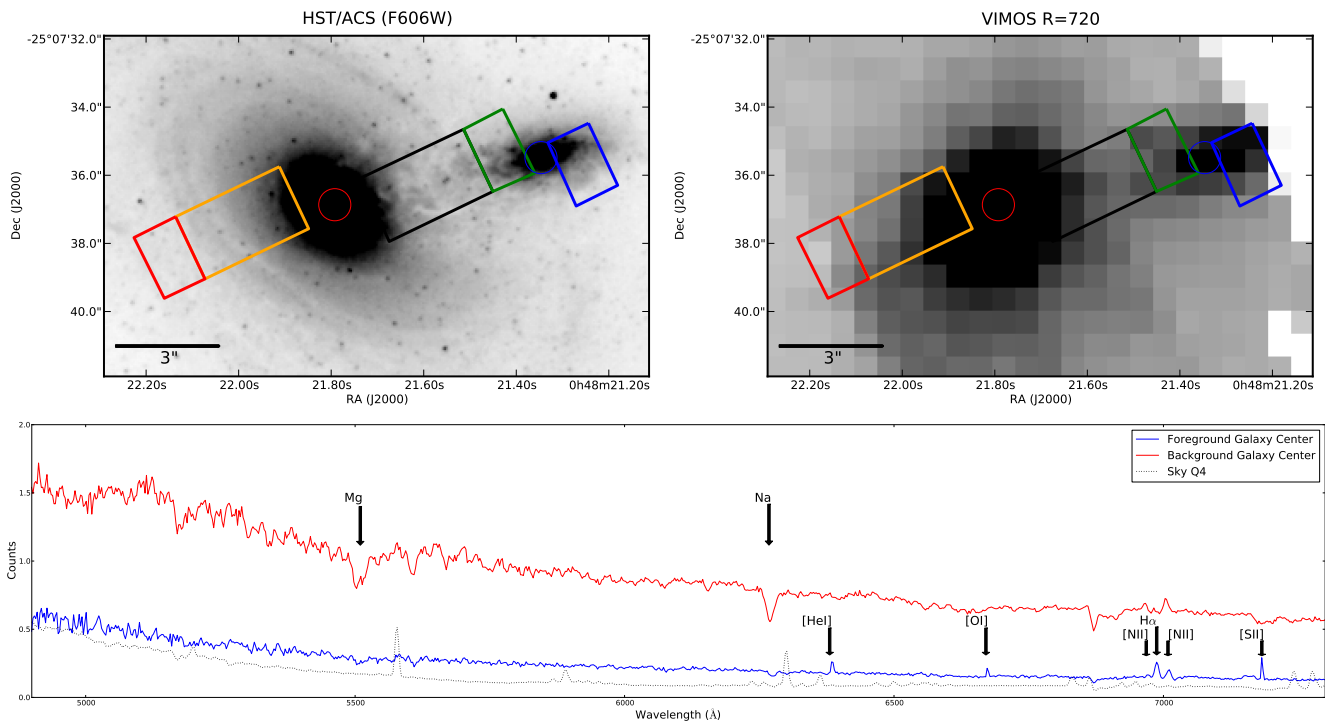 HST/ACS (F606W)
VIMOS R=720
-25°07'32.0"
34.0"
36.0"
38.0"
40.0"
Dec (J2000)
3"
22.20s 22.00s 21.80s 21.60s 21.40s 0h48m21.20s
RA (J2000)
-25°07'32.0"
34.0"
36.0"
38.0"
40.0"
Dec (J2000)
3"
22.20s 22.00s 21.80s 21.60s 21.40s 0h48m21.20s
RA (J2000)
2.0
1.5
1.0
0.5
0.0
Counts
Foreground Galaxy Center
Background Galaxy Center
Sky Q4
Mg
Na
[HeI]
[OI]
Hα
[NII] [NII]
[SII]
5000 5500 6000 6500 7000
Wavelength (Å)